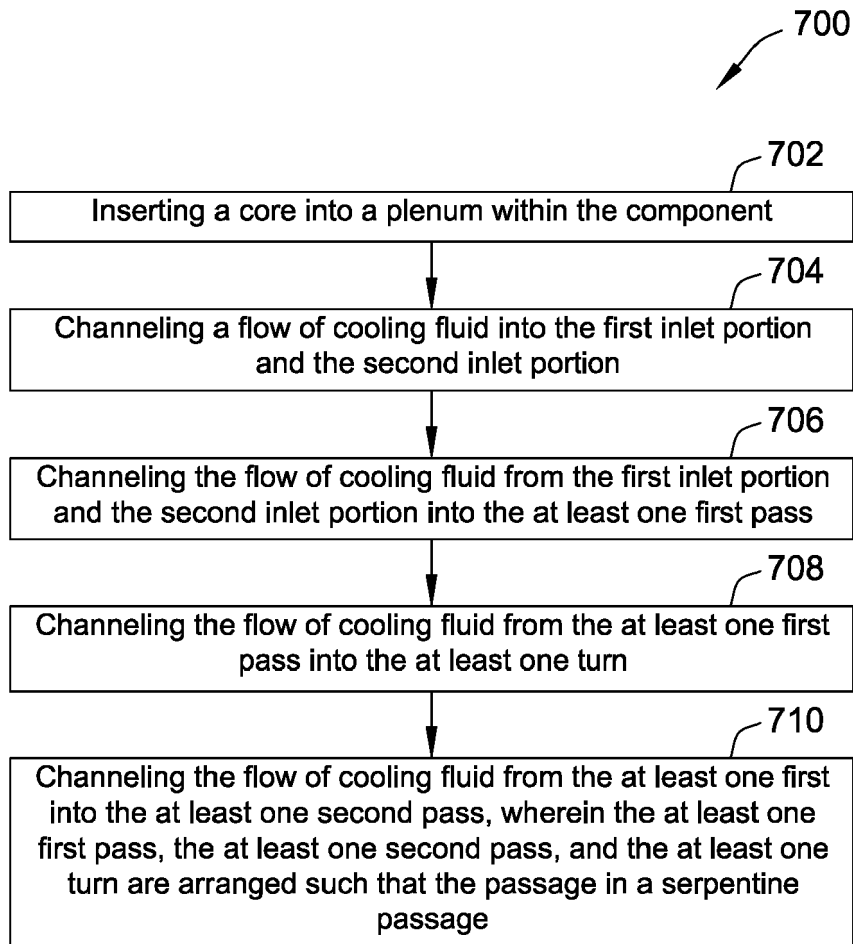 700
702
Inserting a core into a plenum within the component
704
Channeling a flow of cooling fluid into the first inlet portion
and the second inlet portion
706
Channeling the flow of cooling fluid from the first inlet portion
and the second inlet portion into the at least one first pass
708
Channeling the flow of cooling fluid from the at least one first
pass into the at least one turn
710
Channeling the flow of cooling fluid from the at least one first
into the at least one second pass, wherein the at least one
first pass, the at least one second pass, and the at least one
turn are arranged such that the passage in a serpentine
passage